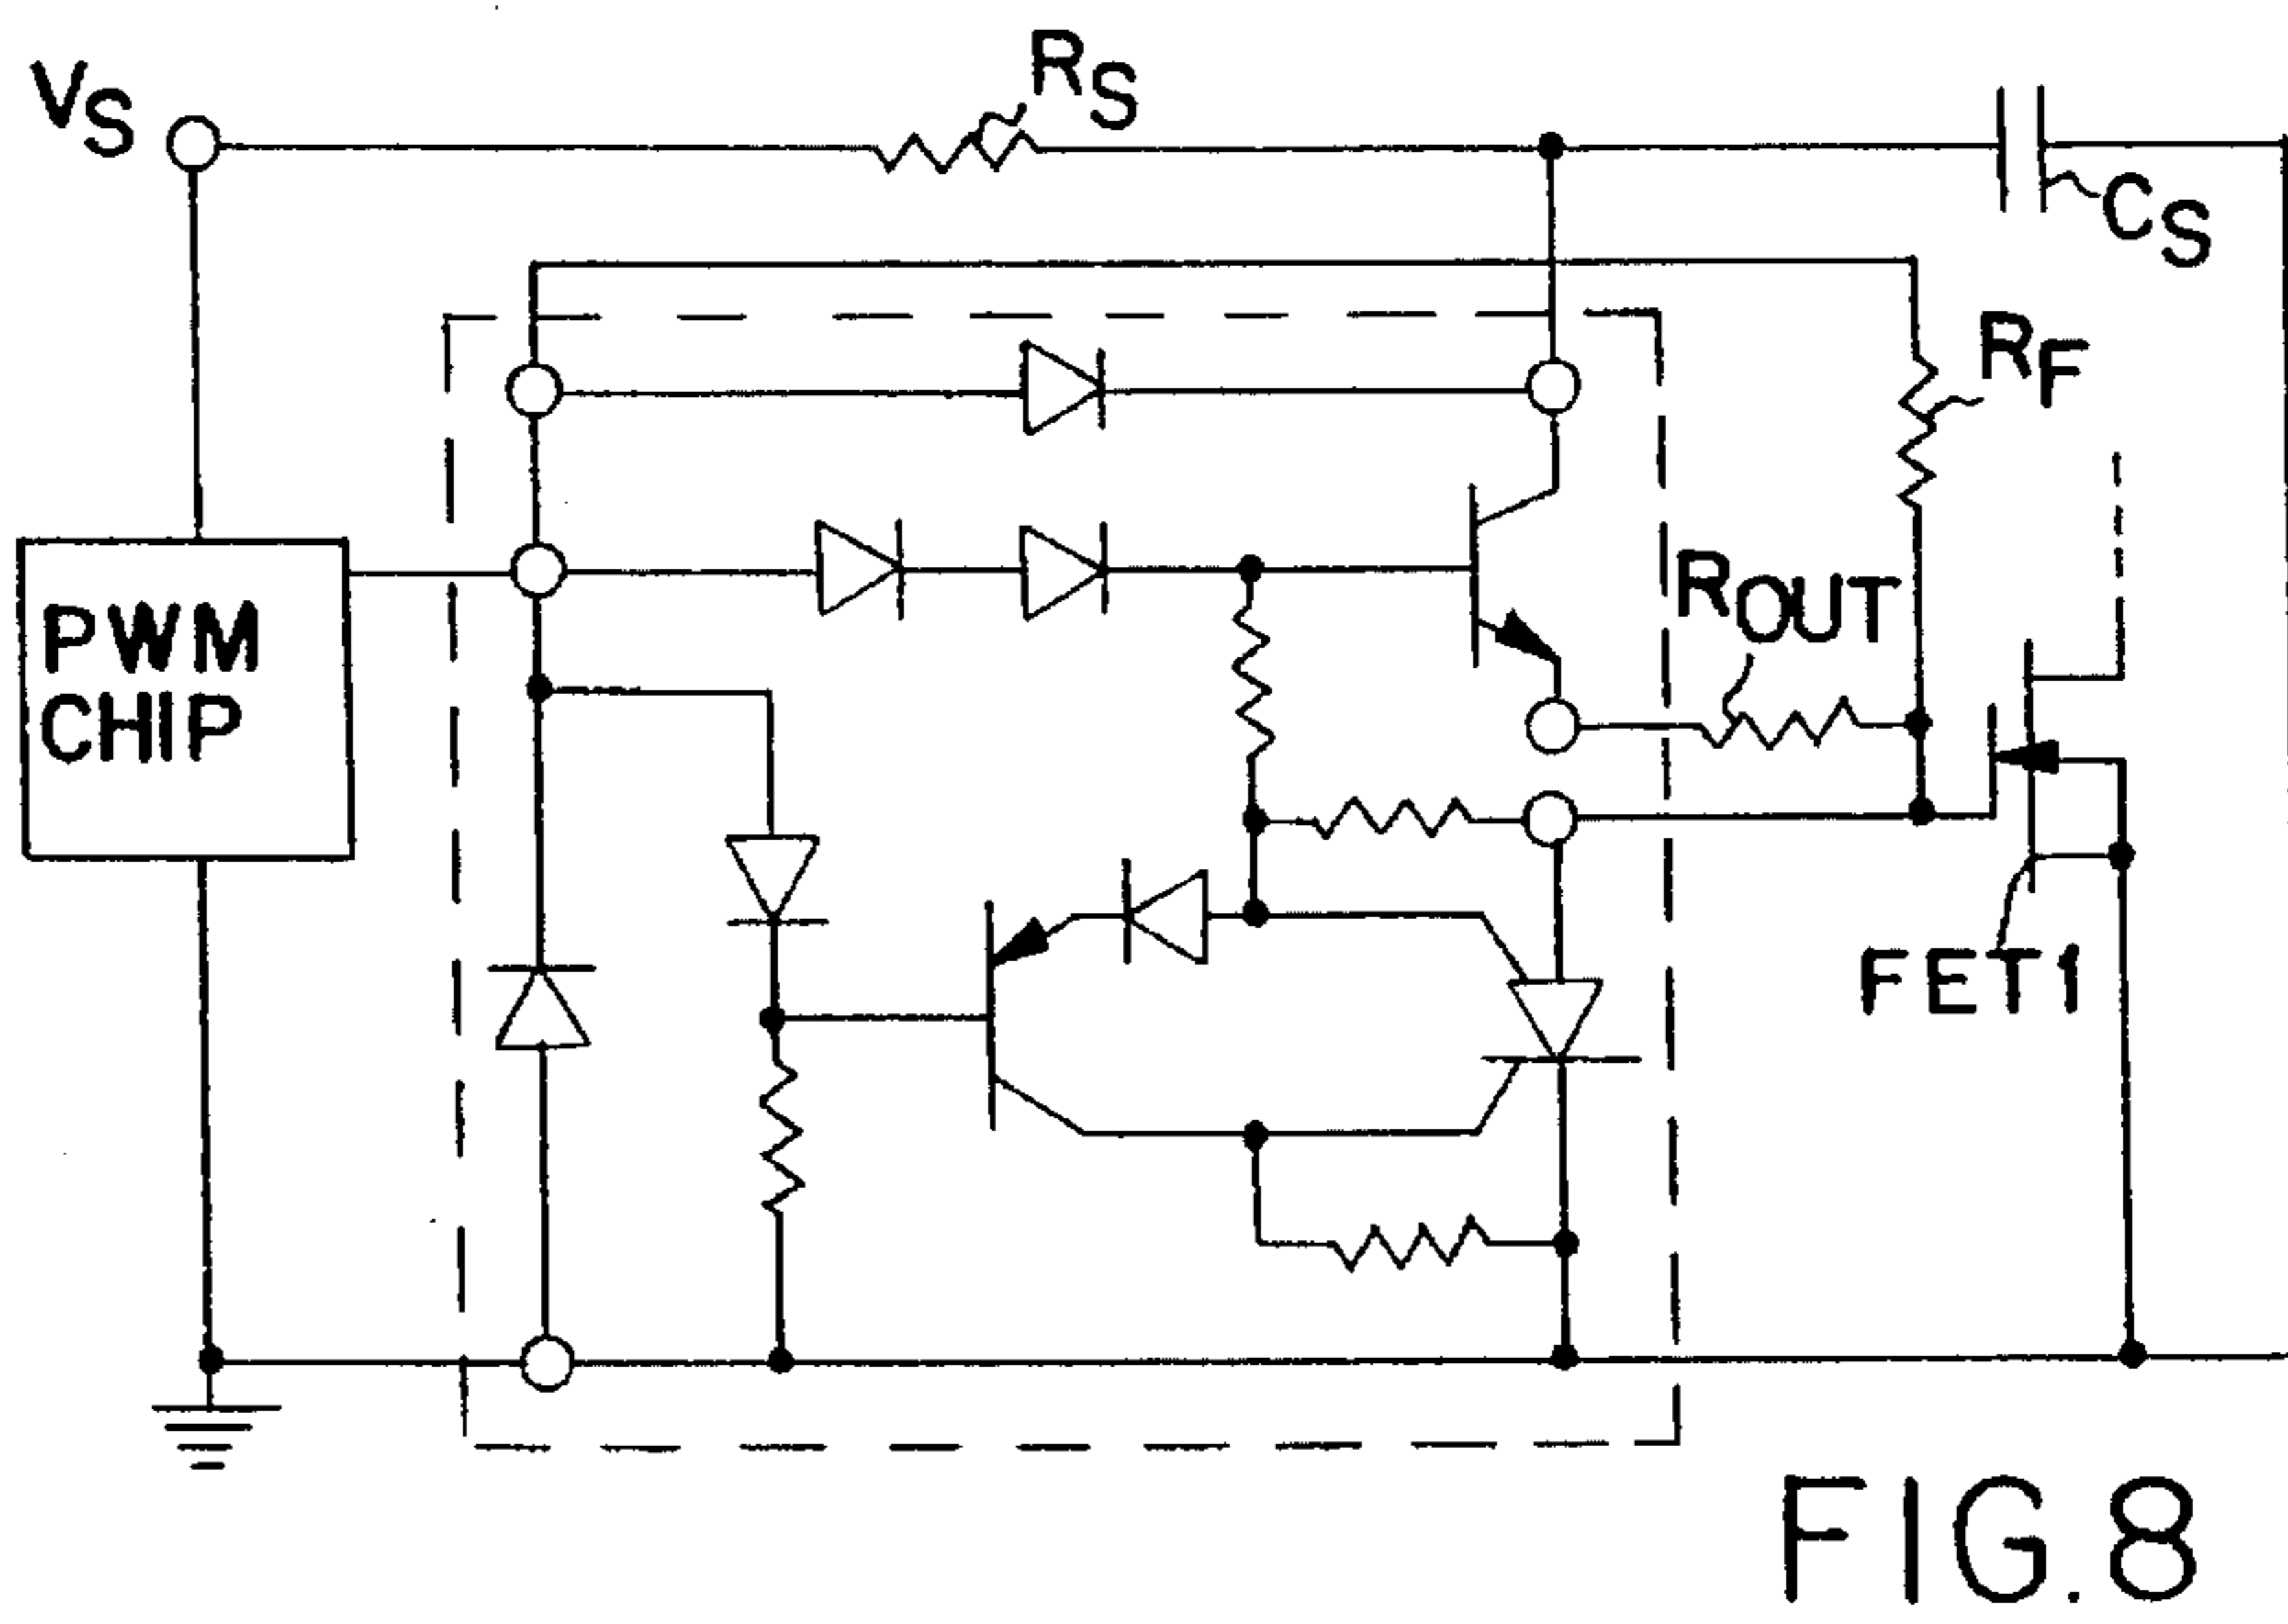 VS
RS
CS
RF
ROUT
PWM
CHIP
FET1
FIG.8